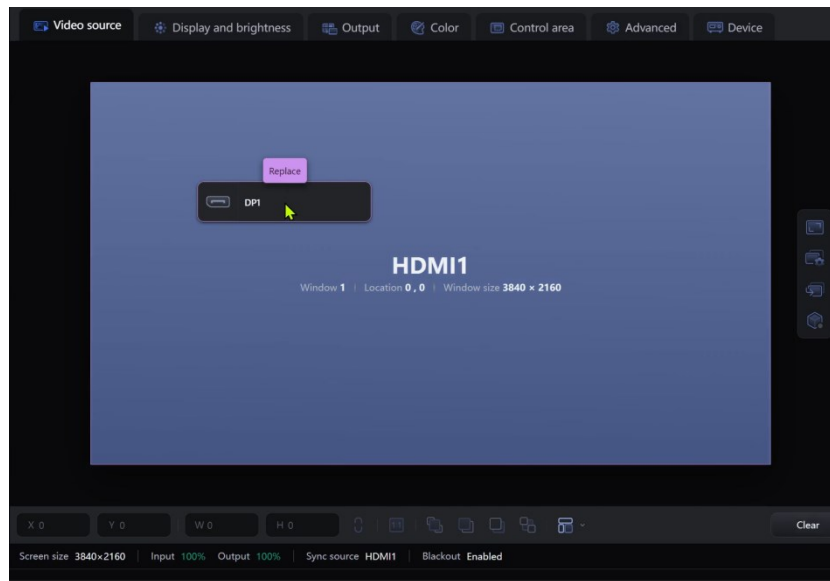 Video source Display and brightness Output Color Control area Advanced Device
Replace
DP1
HDMI1
Window 1 Location 0 , 0 Window size 3840 × 2160
X 0 Y 0 W 0 H 0 1:1 Clear
Screen size 3840×2160 Input 100% Output 100% Sync source HDMI1 Blackout Enabled